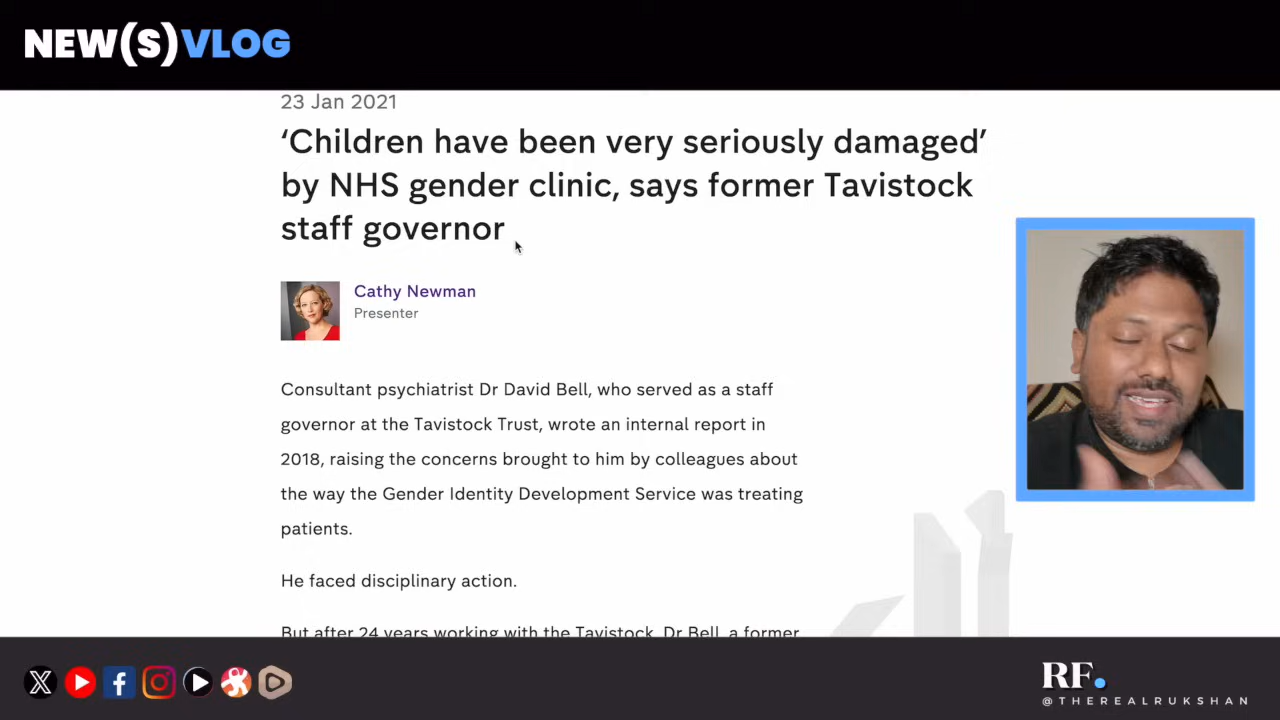 NEW(S)VLOG
23 Jan 2021
‘Children have been very seriously damaged’
by NHS gender clinic, says former Tavistock
staff governor
Cathy Newman
Presenter
Consultant psychiatrist Dr David Bell, who served as a staff
governor at the Tavistock Trust, wrote an internal report in
2018, raising the concerns brought to him by colleagues about
the way the Gender Identity Development Service was treating
patients.
He faced disciplinary action.
But after 24 years working with the Tavistock, Dr Bell, a former
RF.
@THEREALRUKSHAN